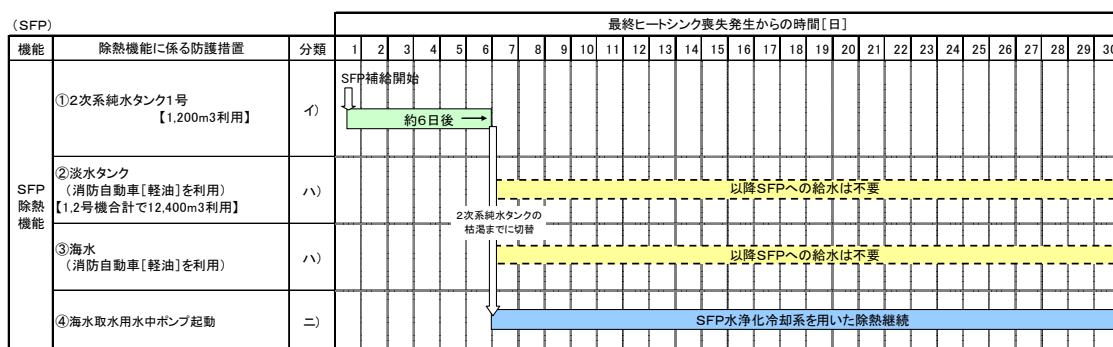 (SFP)
最終ヒートシンク喪失発生からの時間[日]
機能 除熱機能に係る防護措置 分類 1 2 3 4 5 6 7 8 9 10 11 12 13 14 15 16 17 18 19 20 21 22 23 24 25 26 27 28 29 30
SFP
除熱
機能
①2次系純水タンク1号
【1,200m3利用】
イ)
SFP補給開始
約6日後
②淡水タンク
(消防自動車[軽油]を利用)
【1,2号機合計で12,400m3利用】
ハ)
以降SFPへの給水は不要
2次系純水タンクの
枯渇までに切替
③海水
(消防自動車[軽油]を利用)
ハ)
以降SFPへの給水は不要
④海水取水用水中ポンプ起動
ニ)
SFP水浄化冷却系を用いた除熱継続